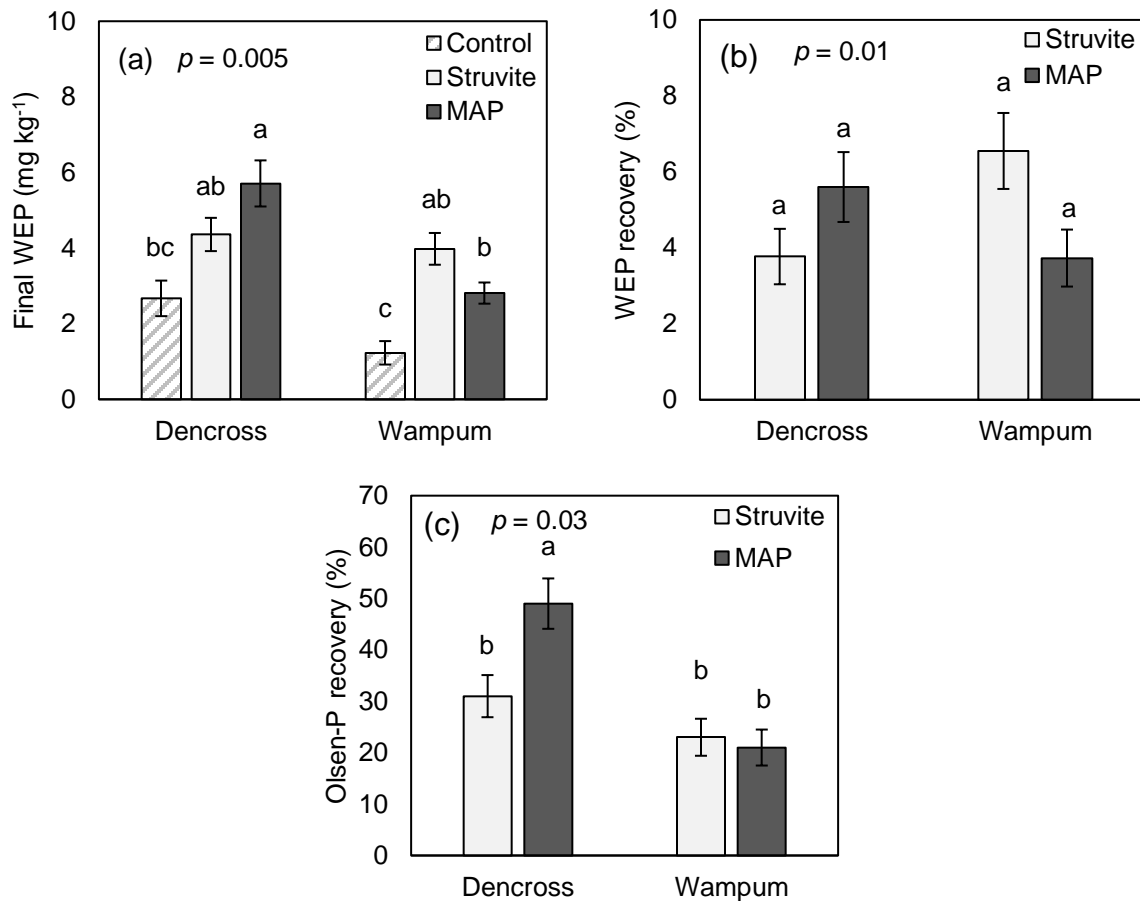 (a) p = 0.005
Control
Struvite
MAP
Final WEP (mg kg⁻¹)
10
8
6
4
2
0
bc
ab
a
c
ab
b
Dencross Wampum
(b) p = 0.01
Struvite
MAP
WEP recovery (%)
10
8
6
4
2
0
a
a
a
a
Dencross Wampum
(c) p = 0.03
Struvite
MAP
Olsen-P recovery (%)
70
60
50
40
30
20
10
0
b
a
b
b
Dencross Wampum